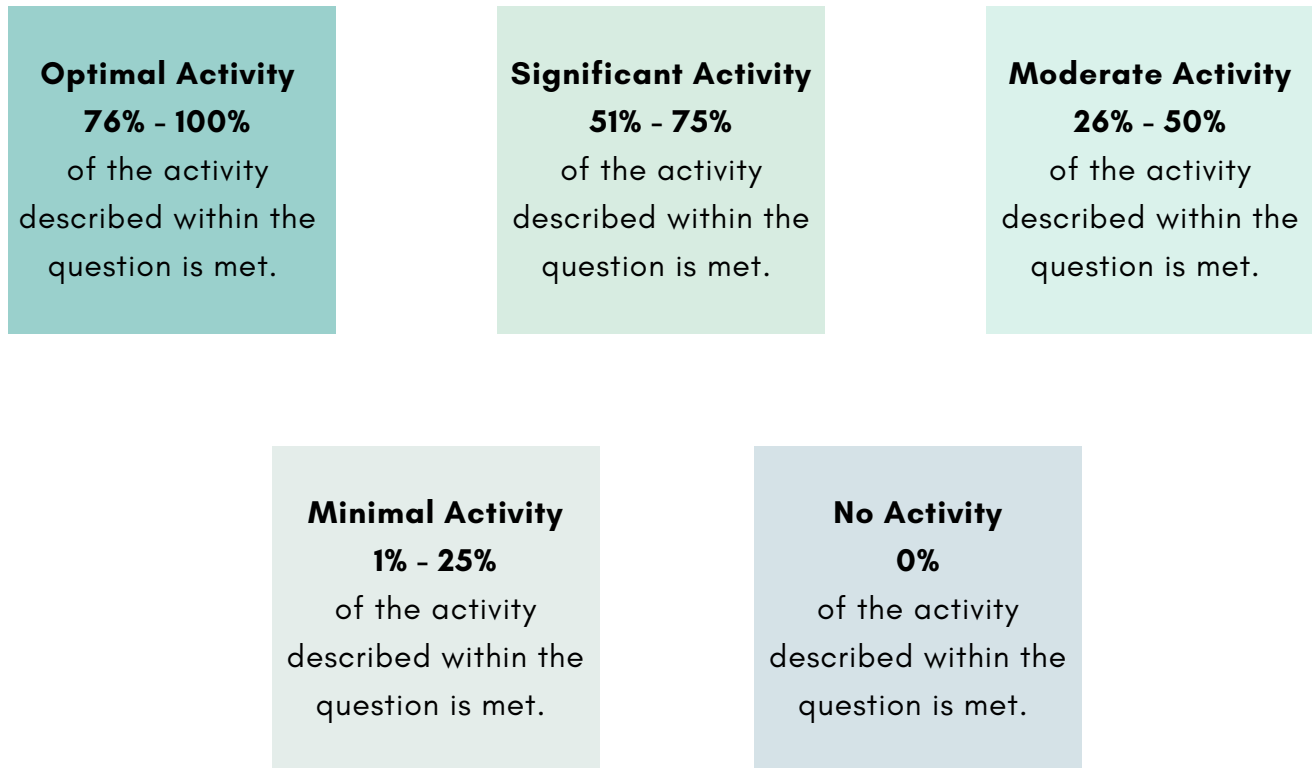 Optimal Activity
76% - 100%
of the activity
described within the
question is met.
Significant Activity
51% - 75%
of the activity
described within the
question is met.
Moderate Activity
26% - 50%
of the activity
described within the
question is met.
Minimal Activity
1% - 25%
of the activity
described within the
question is met.
No Activity
0%
of the activity
described within the
question is met.